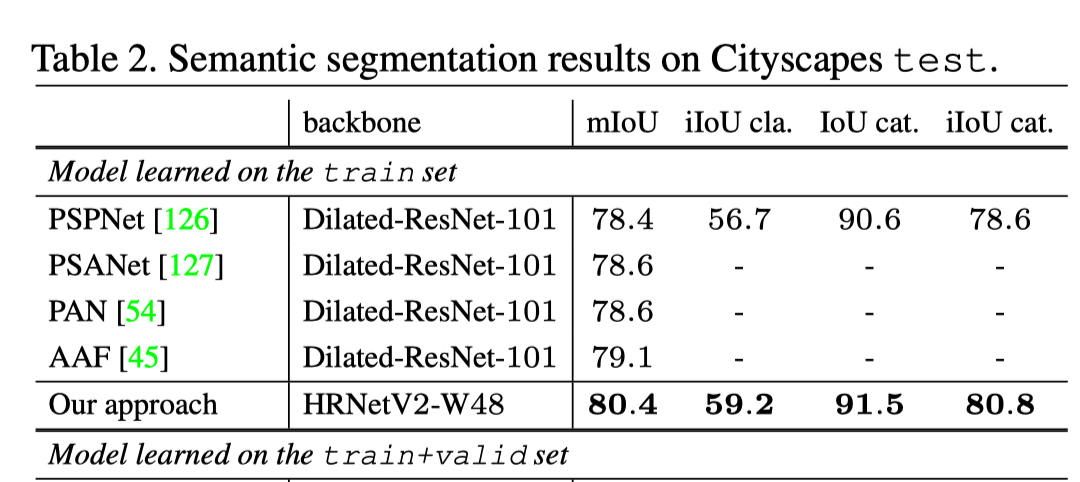 Table 2. Semantic segmentation results on Cityscapes test.
backbone mIoU iIoU cla. IoU cat. iIoU cat.
Model learned on the train set
PSPNet [126] Dilated-ResNet-101 78.4 56.7 90.6 78.6
PSANet [127] Dilated-ResNet-101 78.6 - - -
PAN [54] Dilated-ResNet-101 78.6 - - -
AAF [45] Dilated-ResNet-101 79.1 - - -
Our approach HRNetV2-W48 80.4 59.2 91.5 80.8
Model learned on the train+valid set